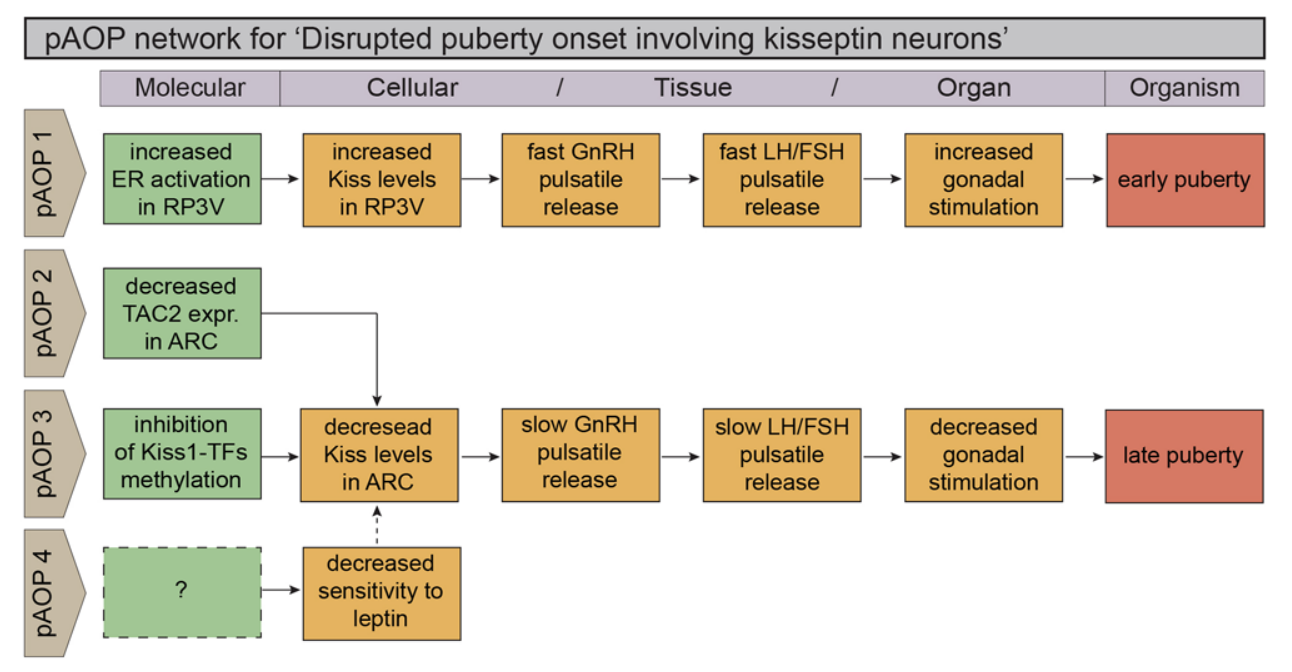 pAOP network for ‘Disrupted puberty onset involving kisseptin neurons’
Molecular Cellular / Tissue / Organ Organism
pAOP 1
increased
ER activation
in RP3V
increased
Kiss levels
in RP3V
fast GnRH
pulsatile
release
fast LH/FSH
pulsatile
release
increased
gonadal
stimulation
early puberty
pAOP 2
decreased
TAC2 expr.
in ARC
pAOP 3
inhibition
of Kiss1-TFs
methylation
decresead
Kiss levels
in ARC
slow GnRH
pulsatile
release
slow LH/FSH
pulsatile
release
decreased
gonadal
stimulation
late puberty
pAOP 4
?
decreased
sensitivity to
leptin